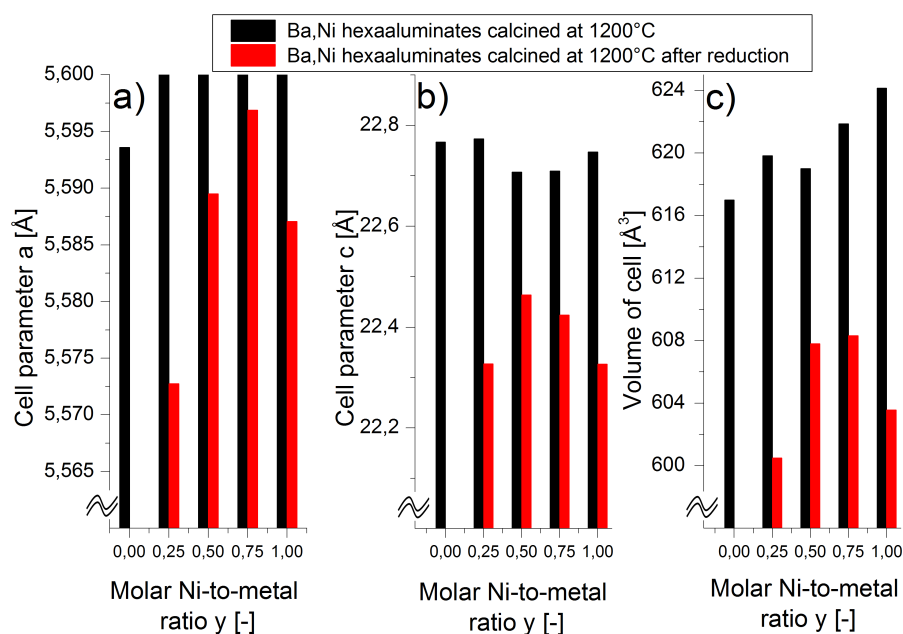 Ba,Ni hexaaluminates calcined at 1200°C
Ba,Ni hexaaluminates calcined at 1200°C after reduction
a)
Cell parameter a [Å]
5,600
5,595
5,590
5,585
5,580
5,575
5,570
5,565
0,00 0,25 0,50 0,75 1,00
Molar Ni-to-metal
ratio y [-]
b)
Cell parameter c [Å]
22,8
22,6
22,4
22,2
0,00 0,25 0,50 0,75 1,00
Molar Ni-to-metal
ratio y [-]
c)
Volume of cell [Å³]
624
620
616
612
608
604
600
0,00 0,25 0,50 0,75 1,00
Molar Ni-to-metal
ratio y [-]